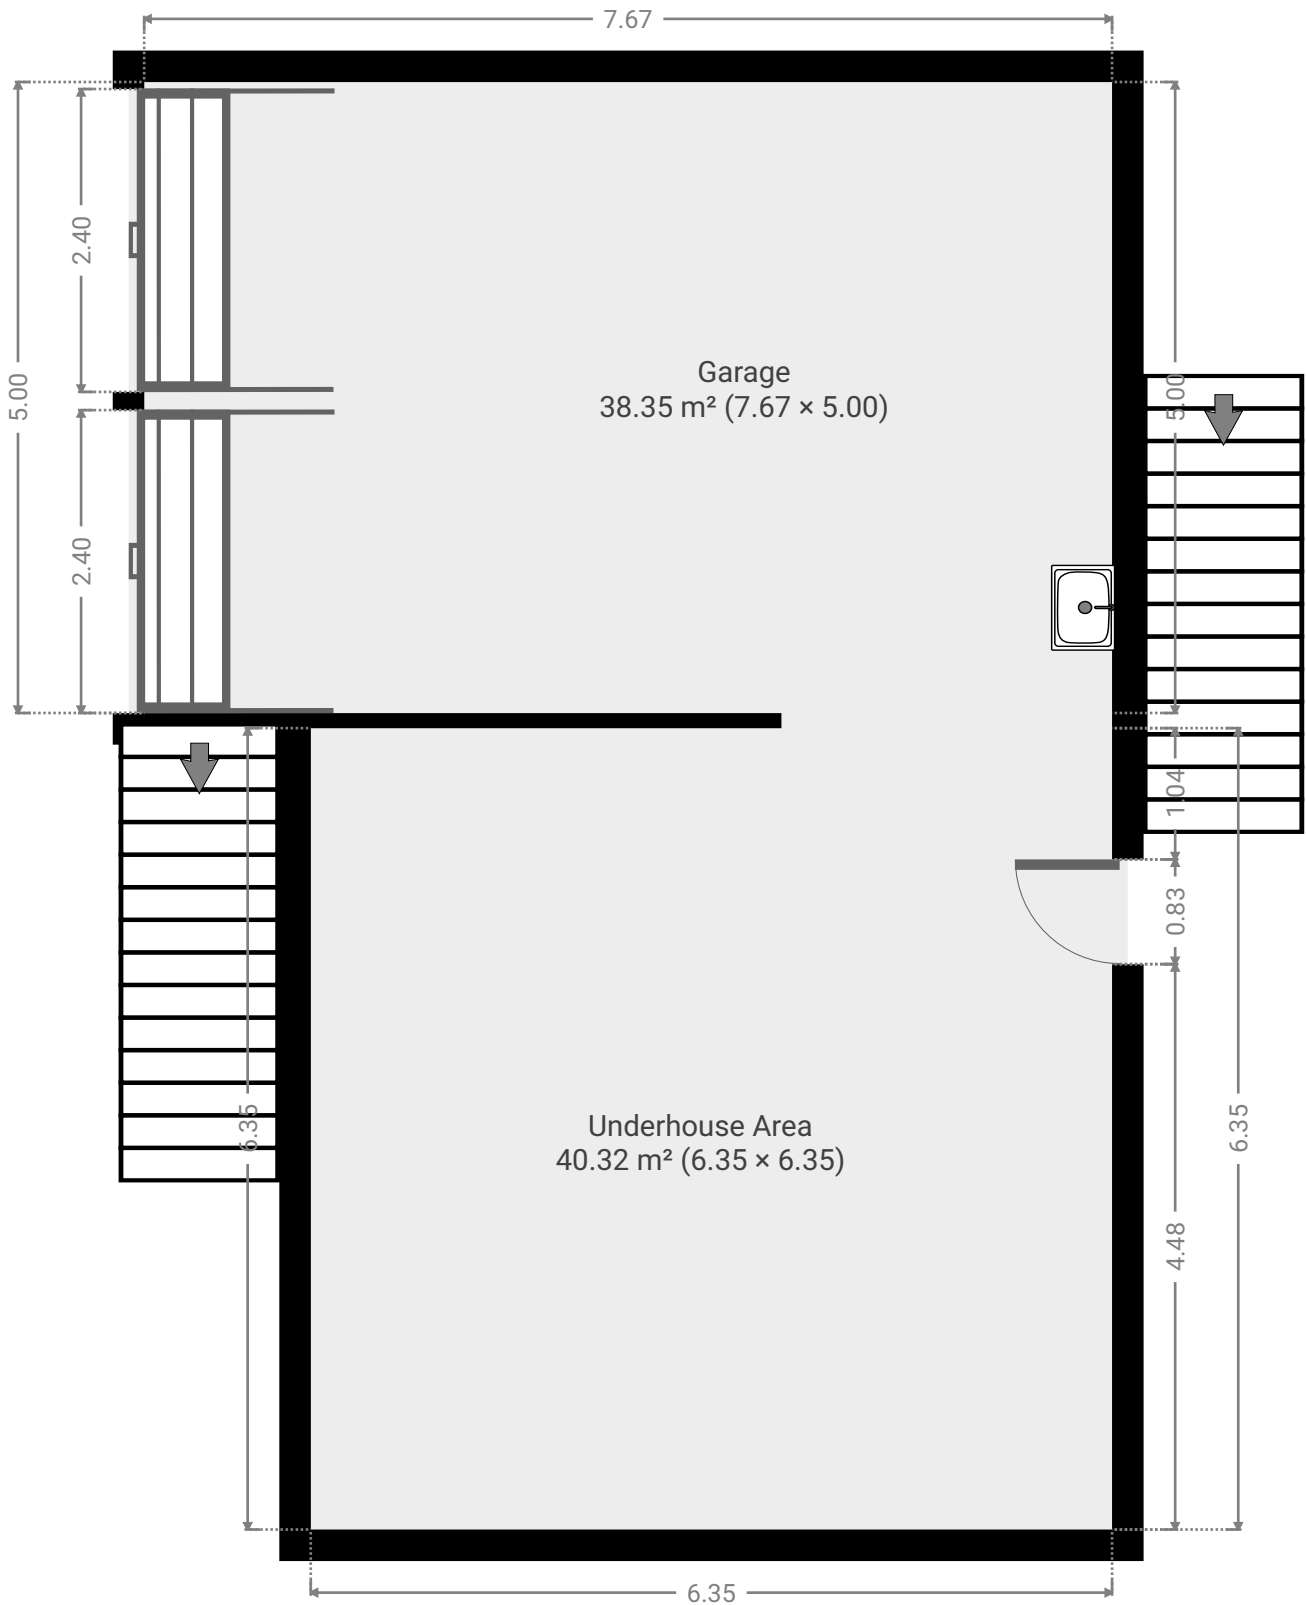 7.67
2.40
5.00
2.40
Garage
38.35 m² (7.67 × 5.00)
5.00
1.04
0.83
6.35
Underhouse Area
40.32 m² (6.35 × 6.35)
6.35
4.48
6.35